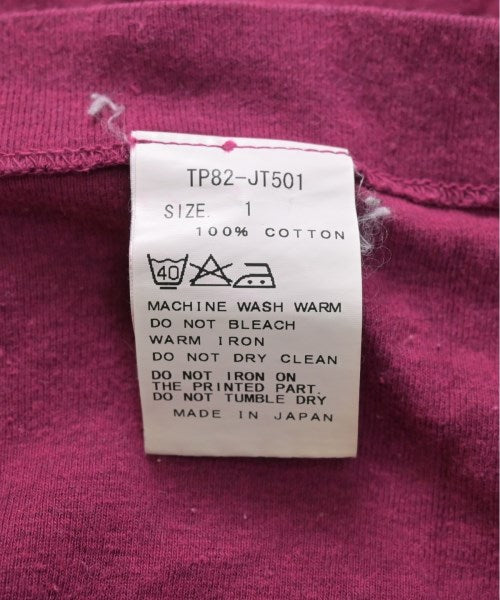 TP82-JT501
SIZE. 1
100% COTTON
40
MACHINE WASH WARM
DO NOT BLEACH
WARM IRON
DO NOT DRY CLEAN
DO NOT IRON ON
THE PRINTED PART.
DO NOT TUMBLE DRY
MADE IN JAPAN